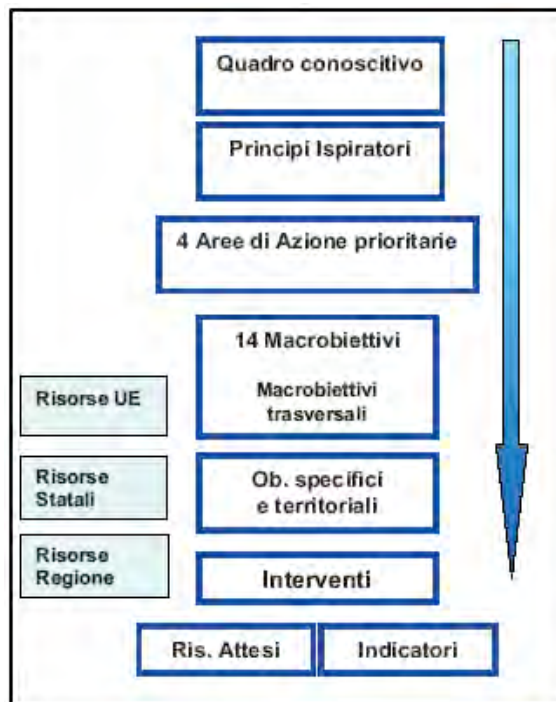 Quadro conoscitivo
Principi Ispiratori
4 Aree di Azione prioritarie
14 Macrobiettivi
Macrobiettivi
trasversali
Risorse UE
Risorse
Statali
Ob. specifici
e territoriali
Risorse
Regione
Interventi
Ris. Attesi
Indicatori